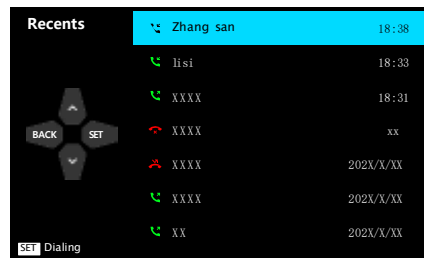 Recents
Zhang san 18:38
lisi 18:33
XXXX 18:31
XXXX xx
XXXX 202X/X/XX
XXXX 202X/X/XX
XX 202X/X/XX
BACK SET
SET Dialing